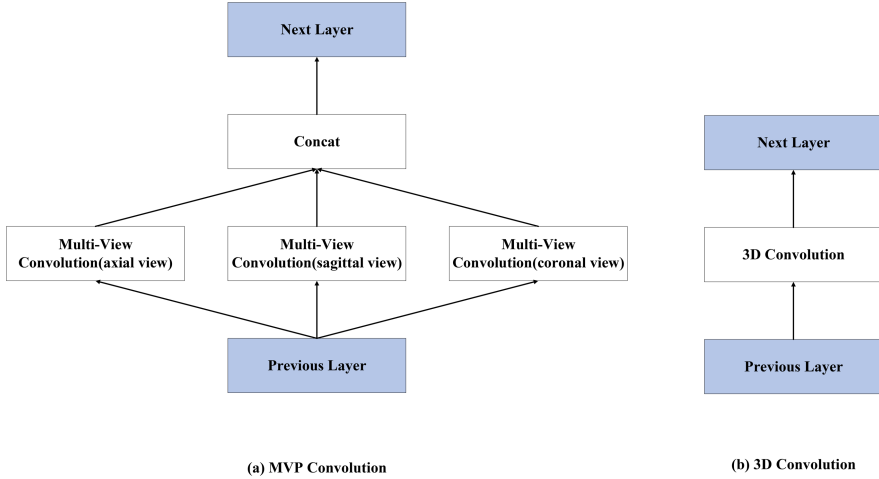 Next Layer
Concat
Multi-View
Convolution(axial view)
Multi-View
Convolution(sagittal view)
Multi-View
Convolution(coronal view)
Previous Layer
(a) MVP Convolution
Next Layer
3D Convolution
Previous Layer
(b) 3D Convolution